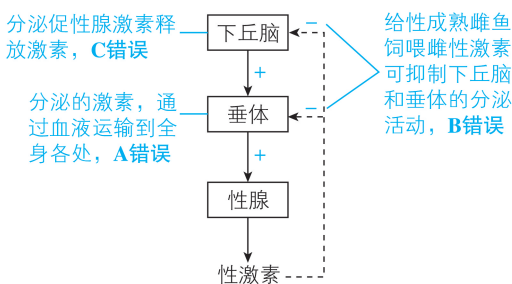 分泌促性腺激素释
放激素，C错误
下丘脑
－
给性成熟雌鱼
饲喂雌性激素
可抑制下丘脑
和垂体的分泌
活动，B错误
+
分泌的激素，通
过血液运输到全
身各处，A错误
垂体
－
+
性腺
性激素